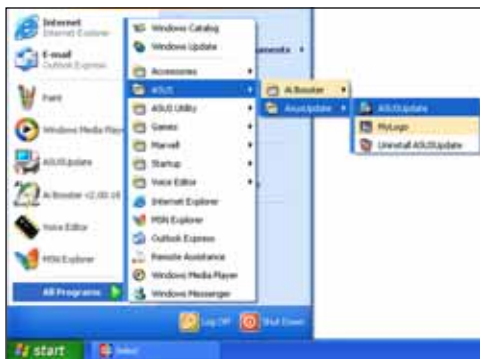 Internet
Internet Explorer
E-mail
Outlook Express
Paint
Windows Media Play
ASUSUpdate
Ai Booster v2.00.16
Voice Editor
MSN Explorer
All Programs
Windows Catalog
Windows Update
Accessories
ASUS
ASUS Utility
Games
Marvell
Startup
Voice Editor
Internet Explorer
MSN Explorer
Outlook Express
Remote Assistance
Windows Media Player
Windows Messenger
uments
Ai Booster
AsusUpdate
ASUSUpdate
MyLogo
Uninstall ASUSUpdate
Log Off
Shut Down
start